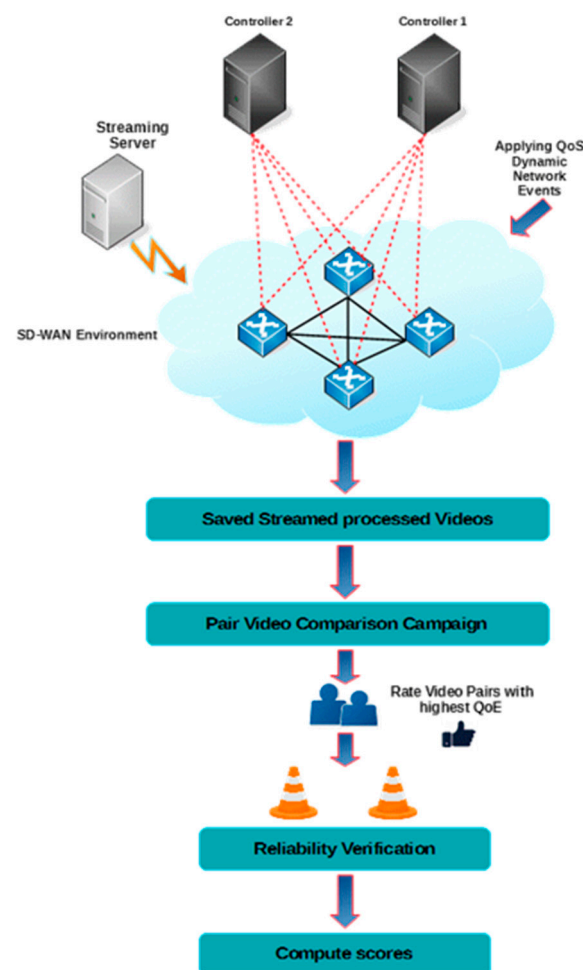 Controller 2
Controller 1
Streaming
Server
Applying QoS
Dynamic
Network
Events
SD-WAN Environment
Saved Streamed processed Videos
Pair Video Comparison Campaign
Rate Video Pairs with
highest QoE
Reliability Verification
Compute scores